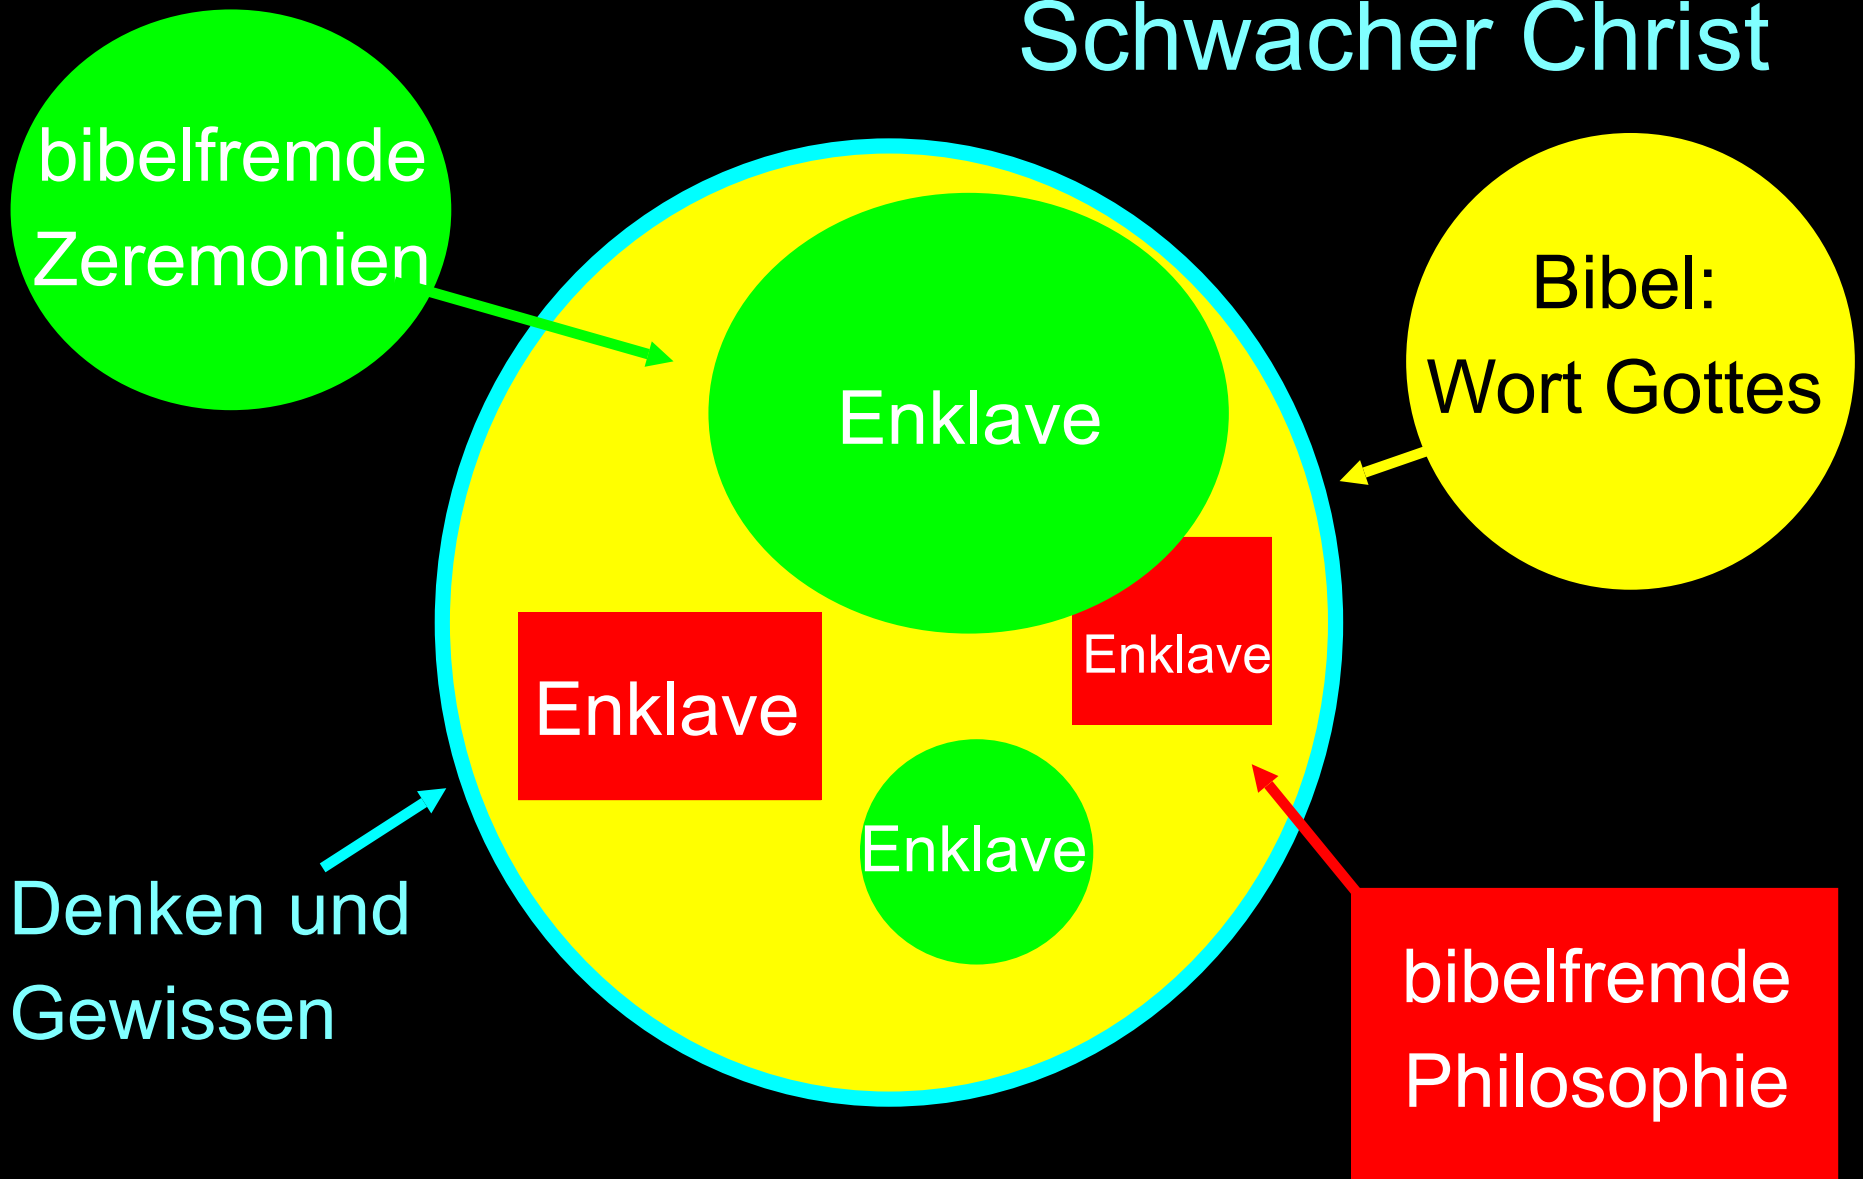 Schwacher Christ
bibelfremde
Zeremonien
Bibel:
Wort Gottes
Enklave
Enklave
Enklave
Enklave
Denken und
Gewissen
bibelfremde
Philosophie